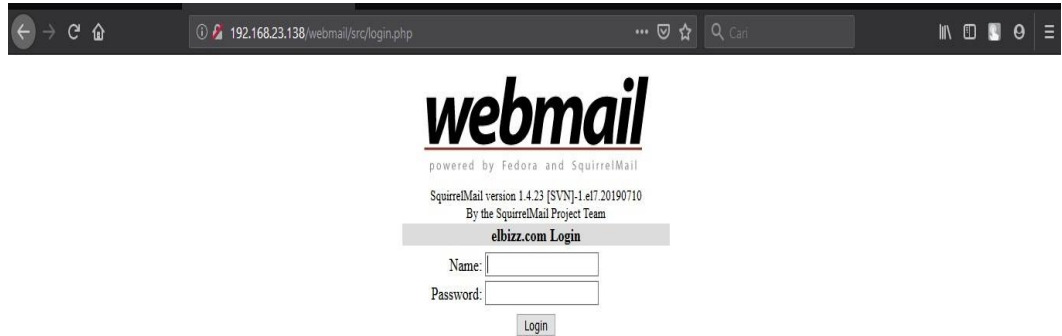 192.168.23.138/webmail/src/login.php
Cari
webmail
powered by Fedora and SquirrelMail
SquirrelMail version 1.4.23 [SVN]-1.el7.20190710
By the SquirrelMail Project Team
elbizz.com Login
Name:
Password:
Login